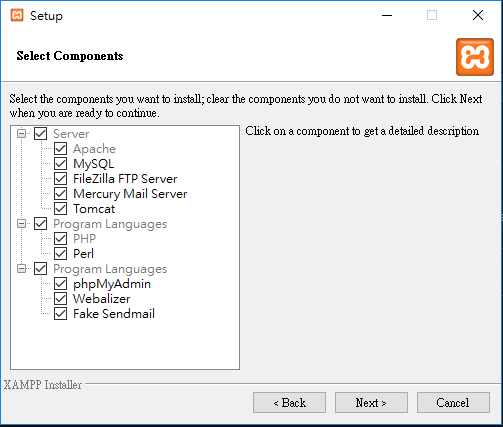 Setup
Select Components
Select the components you want to install; clear the components you do not want to install. Click Next
when you are ready to continue.
Server
Apache
MySQL
FileZilla FTP Server
Mercury Mail Server
Tomcat
Program Languages
PHP
Perl
Program Languages
phpMyAdmin
Webalizer
Fake Sendmail
Click on a component to get a detailed description
XAMPP Installer
< Back
Next >
Cancel